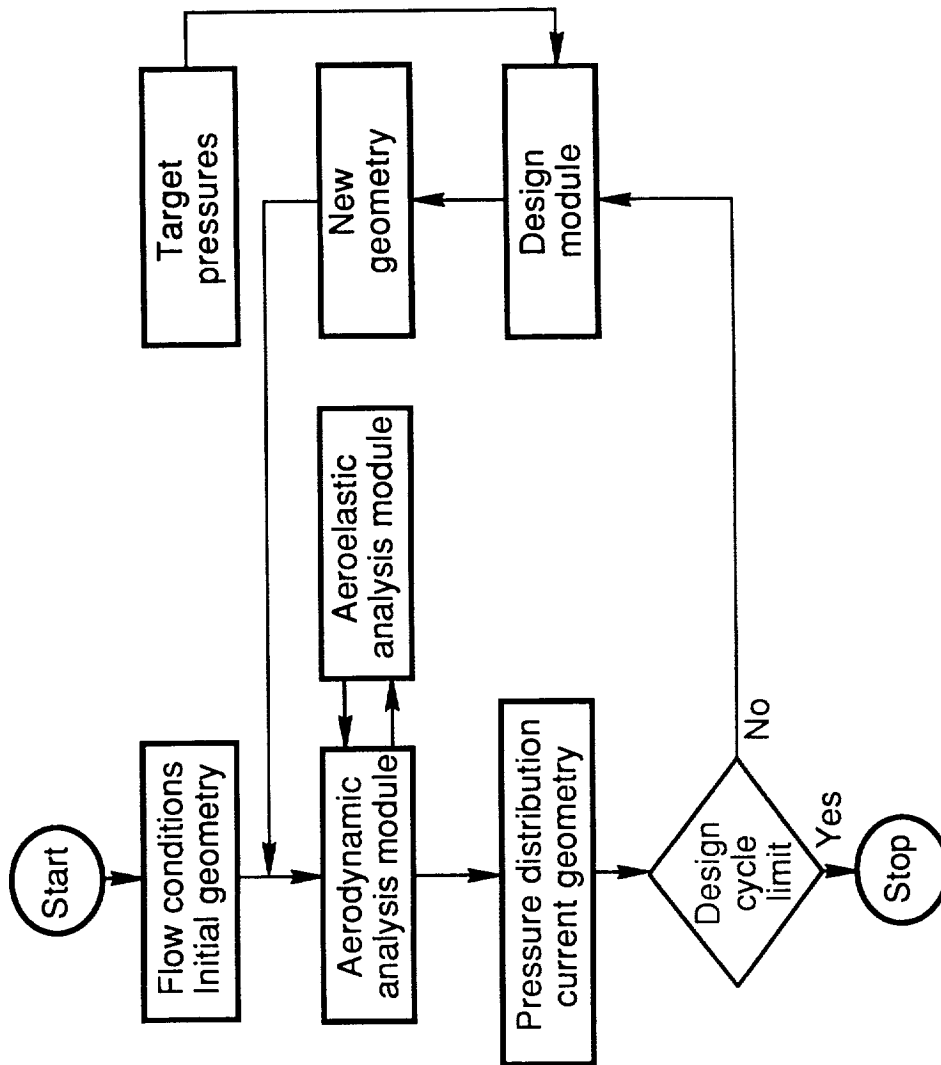 Start
Flow conditions
Initial geometry
Aerodynamic
analysis module
Aeroelastic
analysis module
Pressure distribution
current geometry
Design
cycle
limit
Yes
No
Stop
Target
pressures
New
geometry
Design
module